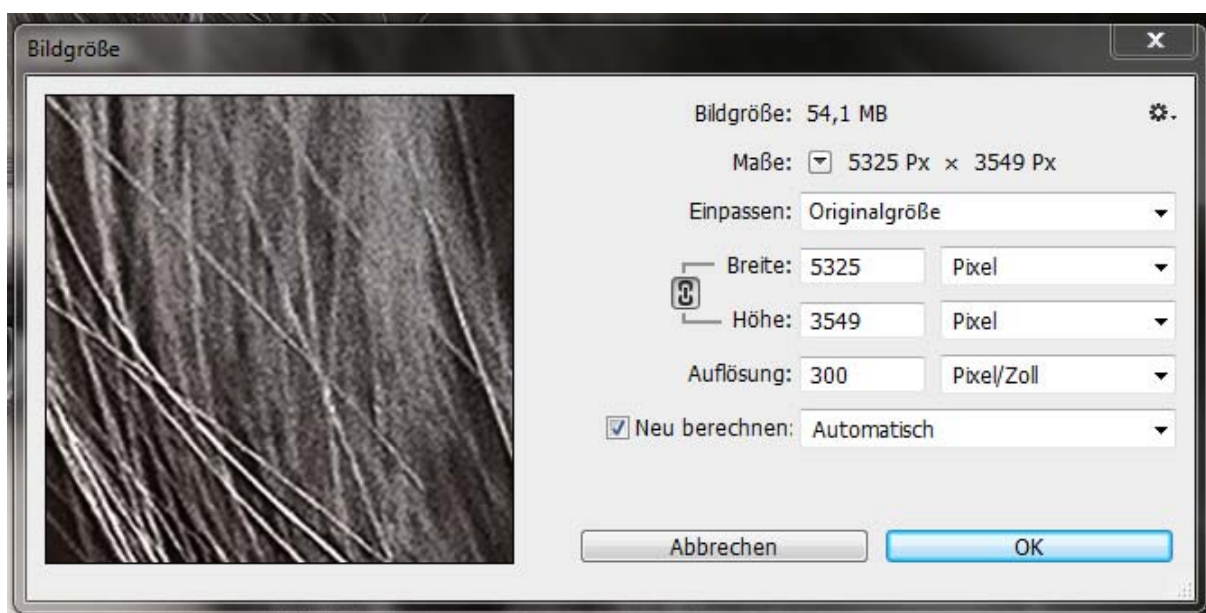 Bildgröße
Bildgröße: 54,1 MB
Maße: 5325 Px × 3549 Px
Einpassen: Originalgröße
Breite: 5325 Pixel
Höhe: 3549 Pixel
Auflösung: 300 Pixel/Zoll
Neu berechnen: Automatisch
Abbrechen OK